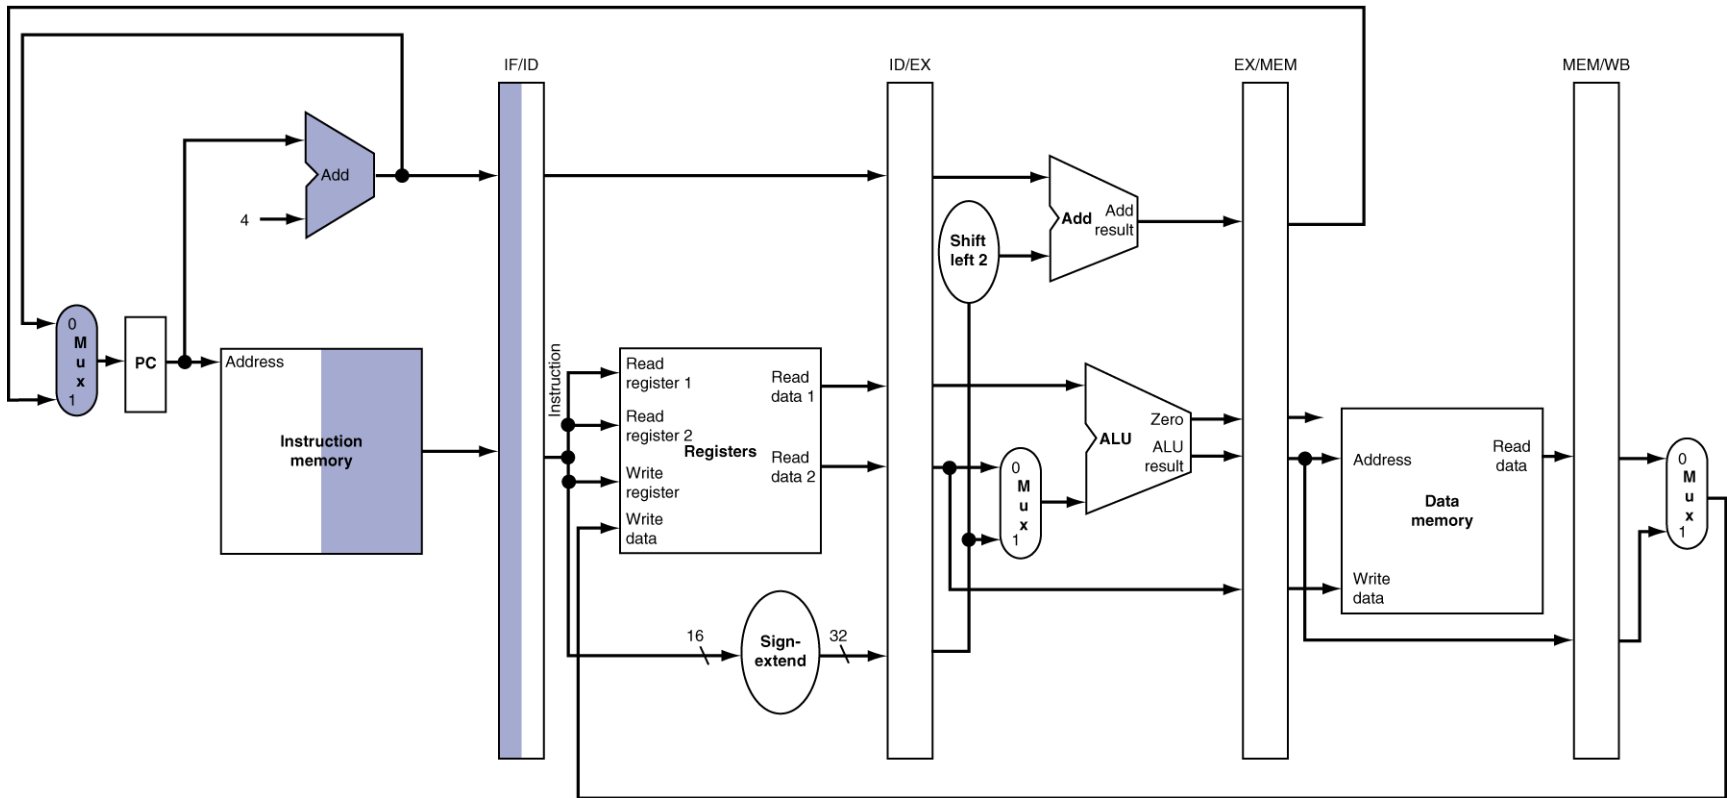 IF/ID
ID/EX
EX/MEM
MEM/WB
Add
4
Add
Add
result
Shift
left 2
0
M
u
x
1
PC
Address
Instruction
memory
Instruction
Read
register 1
Read
register 2
Write
register
Write
data
Registers
Read
data 1
Read
data 2
16
Sign-
extend
32
0
M
u
x
1
ALU
Zero
ALU
result
Address
Write
data
Data
memory
Read
data
0
M
u
x
1